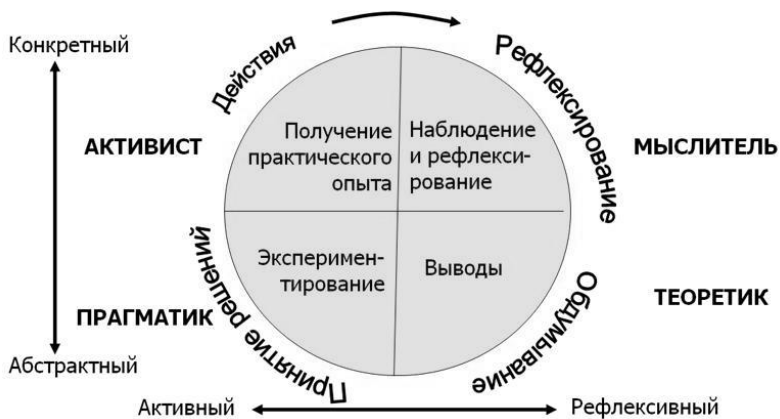 Конкретный
Действия
Рефлексирование
АКТИВИСТ
Получение
практического
опыта
Наблюдение
и рефлекси-
рование
МЫСЛИТЕЛЬ
Эксперимен-
тирование
Выводы
ПРАГМАТИК
ТЕОРЕТИК
Принятие решений
Обдумывание
Абстрактный
Активный
Рефлексивный